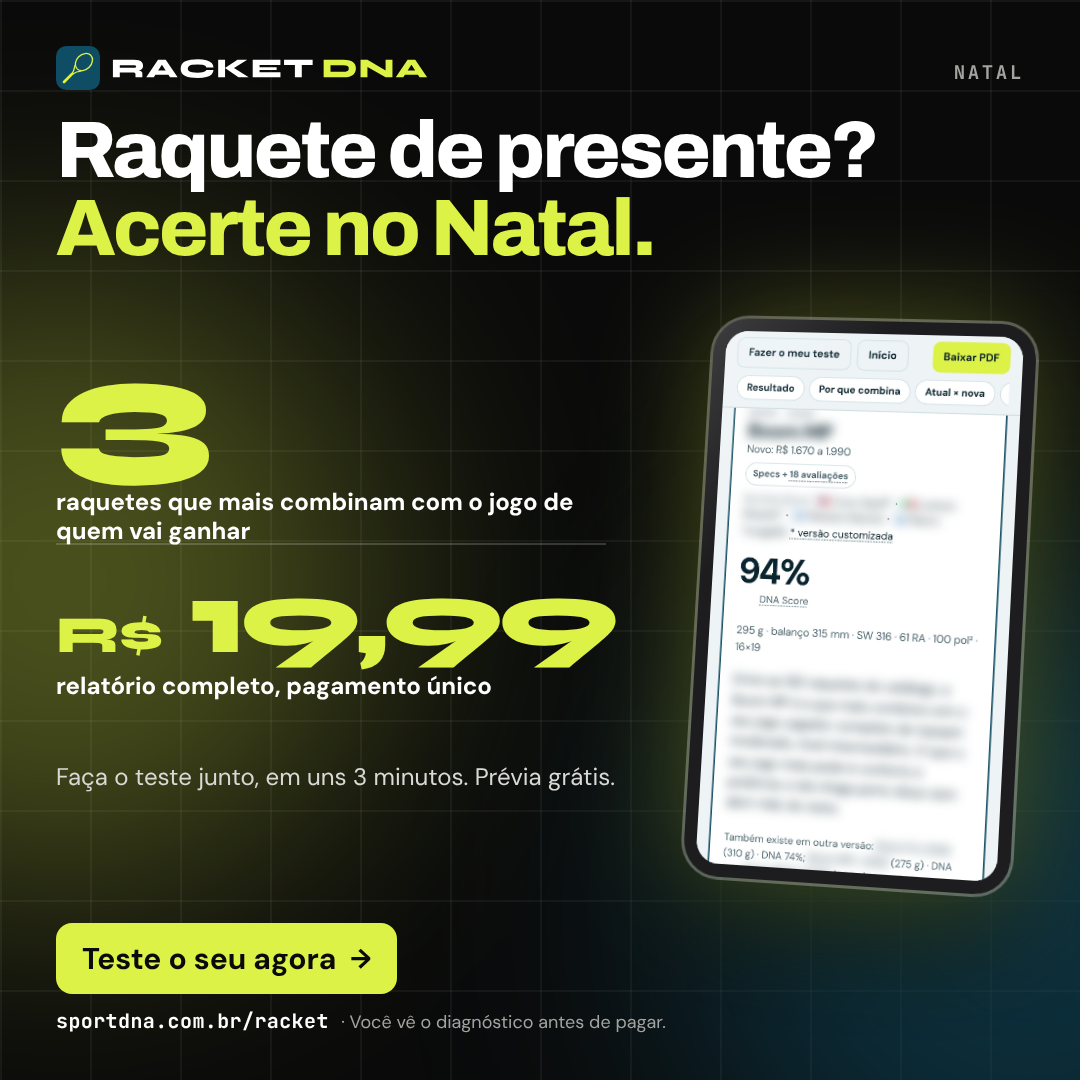 RACKET DNA
NATAL
Raquete de presente?
Acerte no Natal.
3
raquetes que mais combinam com o jogo de
quem vai ganhar
R$ 19,99
relatório completo, pagamento único
Faça o teste junto, em uns 3 minutos. Prévia grátis.
Teste o seu agora →
sportdna.com.br/racket · Você vê o diagnóstico antes de pagar.
Fazer o meu teste
Início
Baixar PDF
Resultado
Por que combina
Atual × nova
Novo: R$ 1.670 a 1.990
Specs + 18 avaliações
* versão customizada
94%
DNA Score
295 g · balanço 315 mm · SW 316 · 61 RA · 100 pol² ·
16×19
Também existe em outra versão:
(310 g) · DNA 74%; (275 g) · DNA